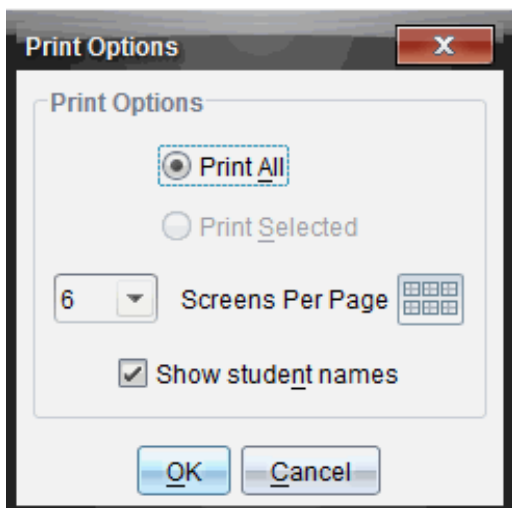 Print Options
Print Options
Print All
Print Selected
6 Screens Per Page
Show student names
OK Cancel